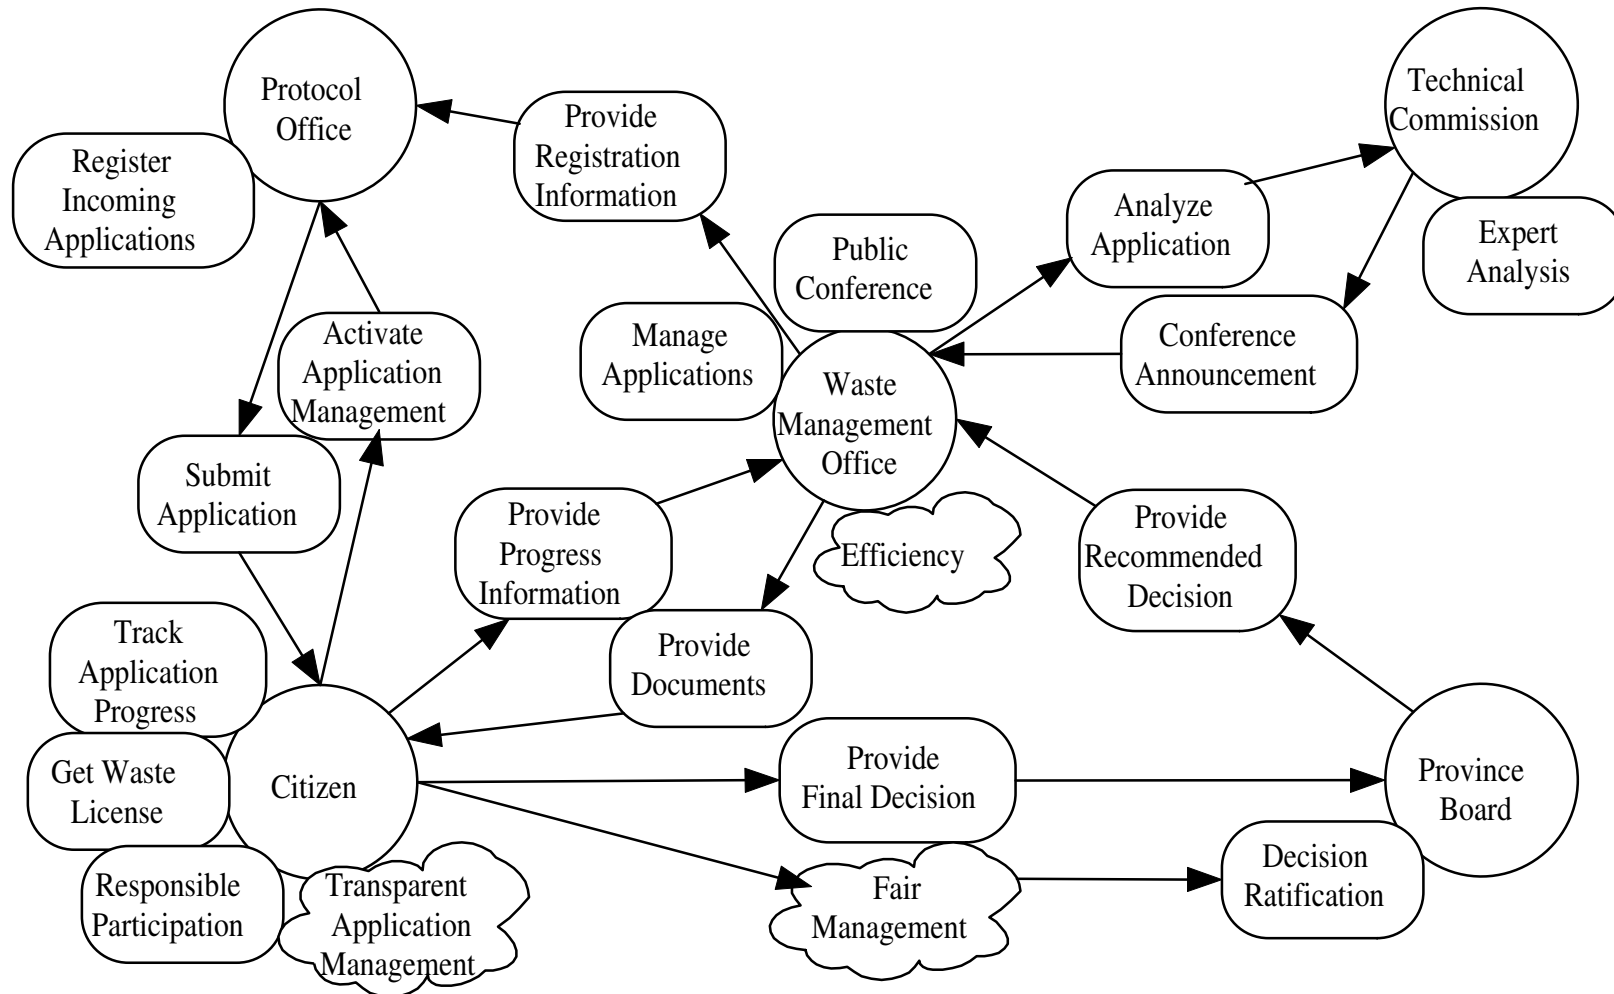 Protocol
Office
Provide
Registration
Information
Technical
Commission
Register
Incoming
Applications
Public
Conference
Analyze
Application
Expert
Analysis
Activate
Application
Management
Manage
Applications
Conference
Announcement
Waste
Management
Office
Submit
Application
Provide
Progress
Information
Efficiency
Provide
Recommended
Decision
Track
Application
Progress
Provide
Documents
Get Waste
License
Citizen
Provide
Final Decision
Province
Board
Responsible
Participation
Transparent
Application
Management
Fair
Management
Decision
Ratification